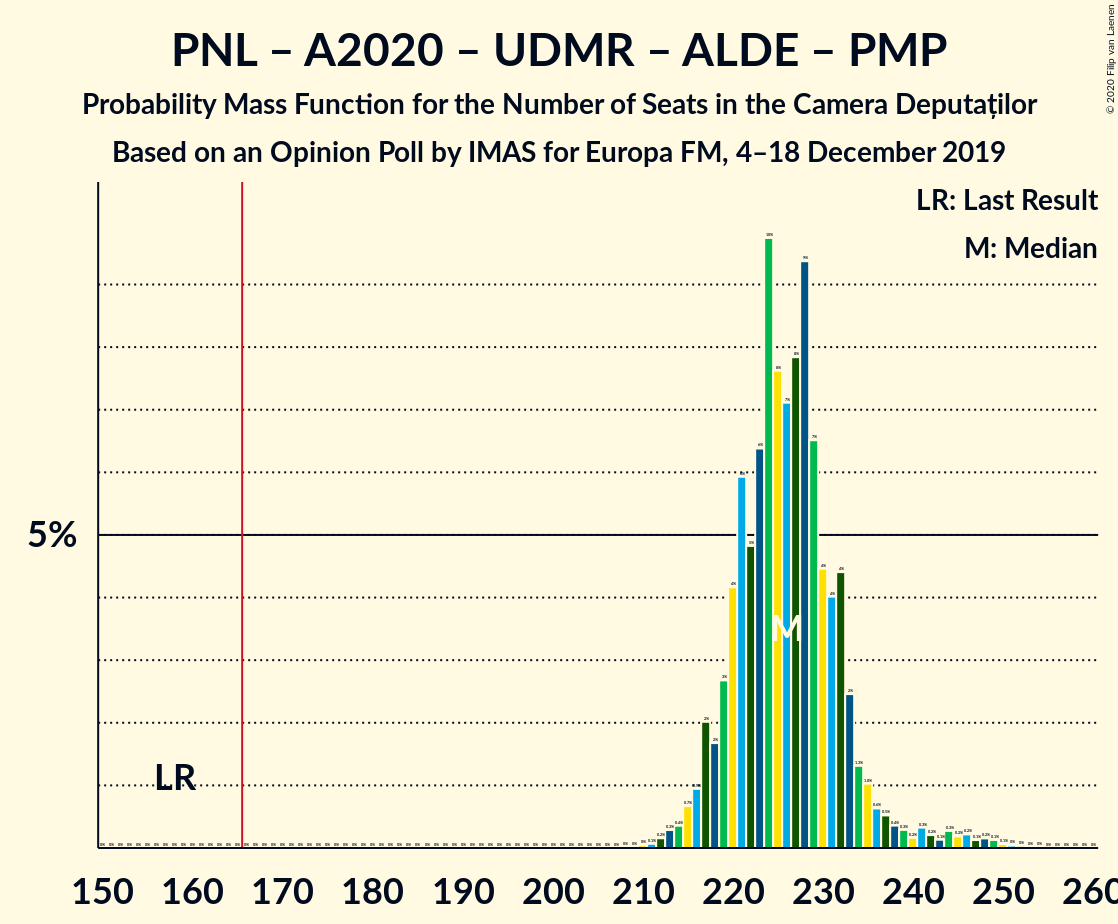 PNL – A2020 – UDMR – ALDE – PMP
Probability Mass Function for the Number of Seats in the Camera Deputaților
Based on an Opinion Poll by IMAS for Europa FM, 4–18 December 2019
© 2020 Filip van Laenen
LR: Last Result
M: Median
5%
M
LR
150 160 170 180 190 200 210 220 230 240 250 260